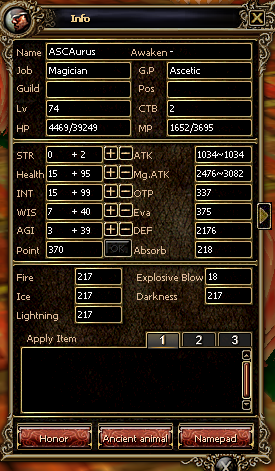 Info
Name ASCAurus Awaken -
Job Magician G.P Ascetic
Guild Pos
Lv 74 CTB 2
HP 4469/39249 MP 1652/3695
STR 0 + 2 + - ATK 1034~1034
Health 15 + 95 + - Mg.ATK 2476~3082
INT 15 + 99 + - OTP 337
WIS 7 + 40 + - Eva 375
AGI 3 + 39 + - DEF 2176
Point 370 OK Absorb 218
Fire 217 Explosive Blow 18
Ice 217 Darkness 217
Lightning 217
Apply Item 1 2 3
Honor Ancient animal Namepad